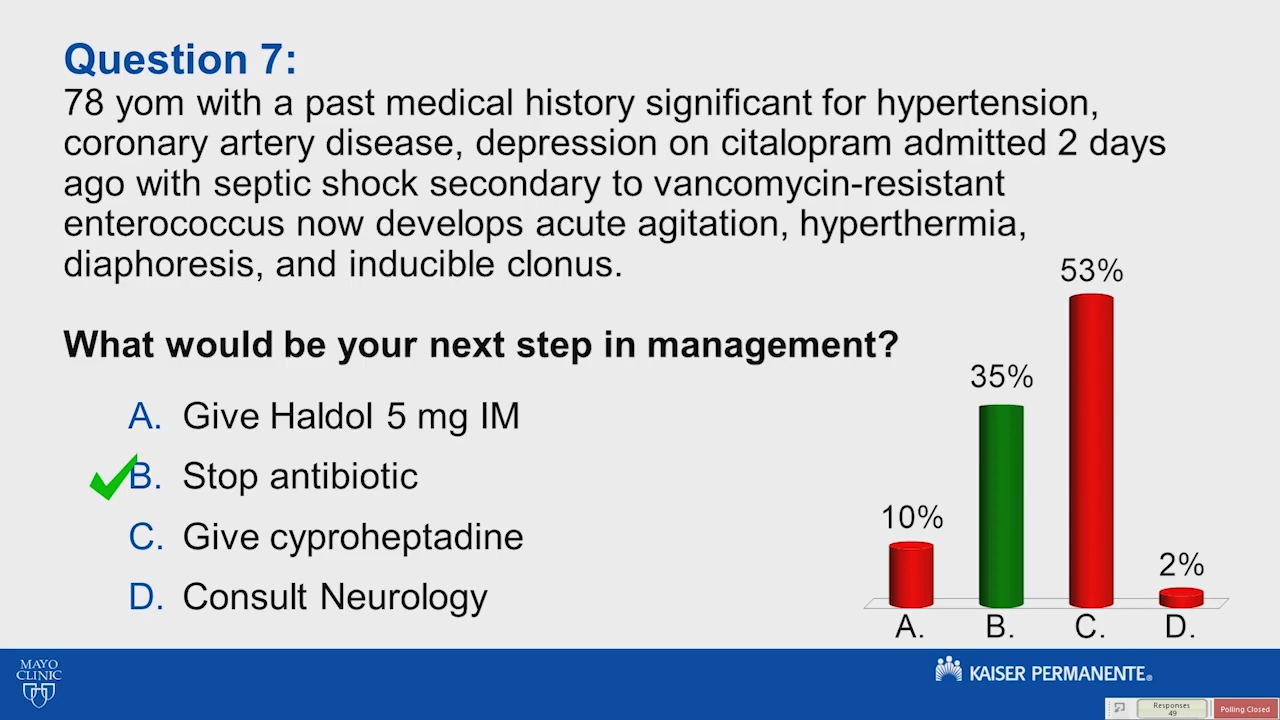 Question 7:
78 yom with a past medical history significant for hypertension,
coronary artery disease, depression on citalopram admitted 2 days
ago with septic shock secondary to vancomycin-resistant
enterococcus now develops acute agitation, hyperthermia,
diaphoresis, and inducible clonus.
What would be your next step in management?
A. Give Haldol 5 mg IM
B. Stop antibiotic
C. Give cyproheptadine
D. Consult Neurology
10%
35%
53%
2%
A.
B.
C.
D.
MAYO
CLINIC
KAISER PERMANENTE®
Responses
49
Polling Closed